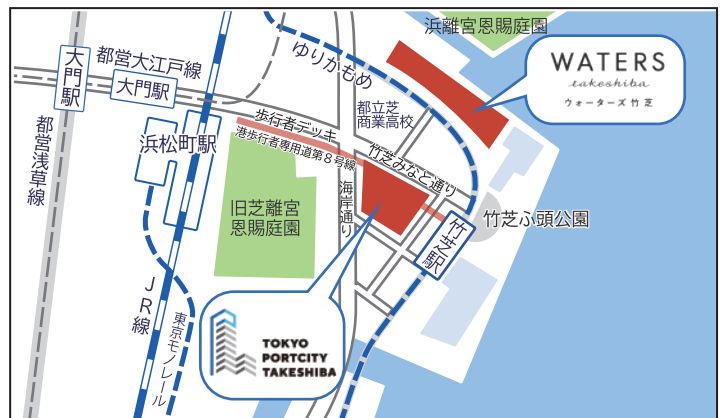 浜離宮恩賜庭園
ゆりかもめ
WATERS
takeshiba
ウォーターズ竹芝
大門駅
都営大江戸線
大門駅
都営浅草線
浜松町駅
歩行者デッキ
港歩行者専用道第8号線
都立芝
商業高校
竹芝みなと通り
海岸通り
旧芝離宮
恩賜庭園
竹芝ふ頭公園
竹芝駅
JR線
東京モノレール
TOKYO
PORTCITY
TAKESHIBA